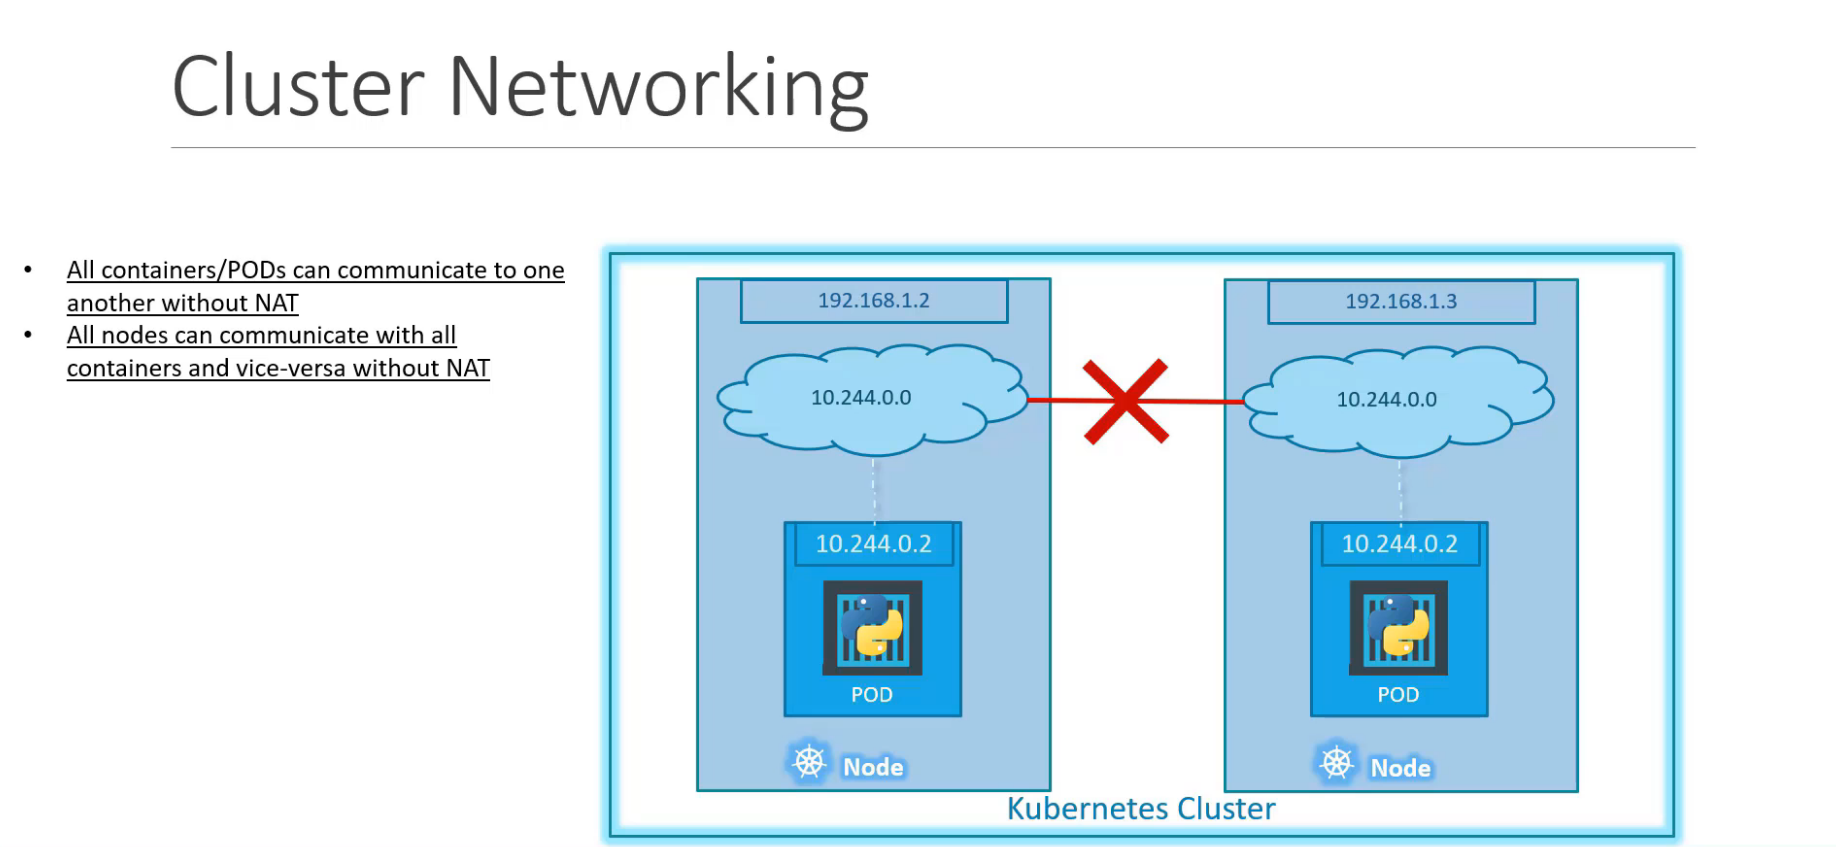 Cluster Networking
• All containers/PODs can communicate to one
another without NAT
• All nodes can communicate with all
containers and vice-versa without NAT
192.168.1.2
192.168.1.3
10.244.0.0
10.244.0.0
10.244.0.2
10.244.0.2
POD
POD
Node
Node
Kubernetes Cluster